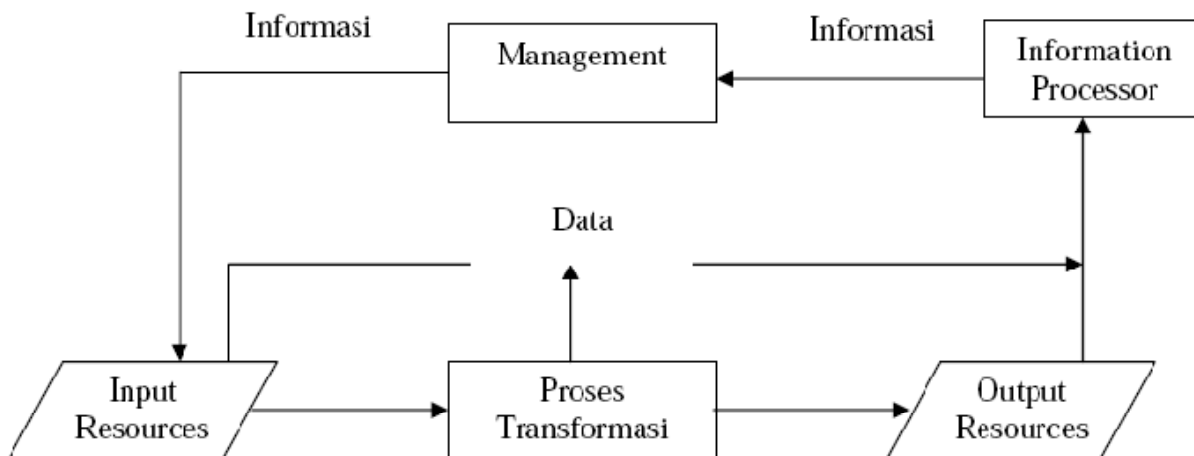 Informasi
Management
Informasi
Information
Processor
Data
Input
Resources
Proses
Transformasi
Output
Resources